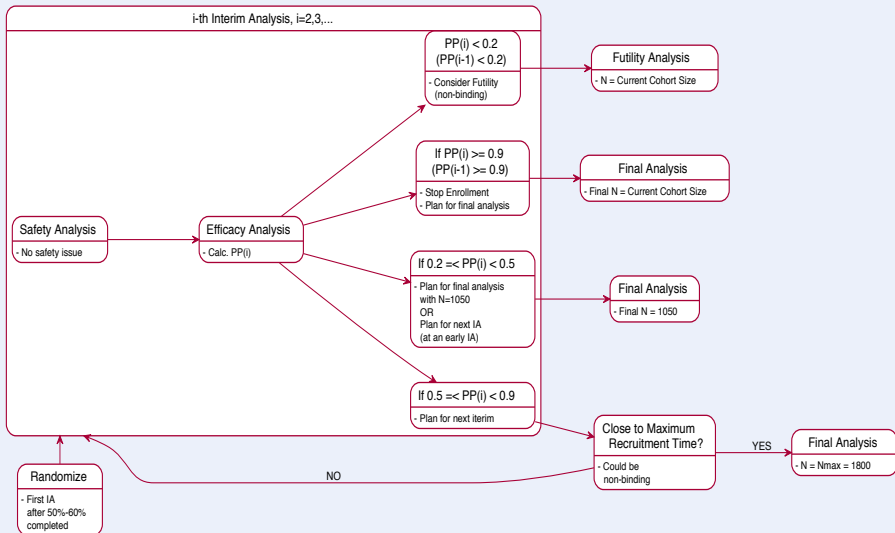 i-th Interim Analysis, i=2,3,...
PP(i) < 0.2
(PP(i-1) < 0.2)
- Consider Futility
(non-binding)
Futility Analysis
- N = Current Cohort Size
If PP(i) >= 0.9
(PP(i-1) >= 0.9)
- Stop Enrollment
- Plan for final analysis
Final Analysis
- Final N = Current Cohort Size
Safety Analysis
- No safety issue
Efficacy Analysis
- Calc. PP(i)
If 0.2 =< PP(i) < 0.5
- Plan for final analysis
with N=1050
OR
Plan for next IA
(at an early IA)
Final Analysis
- Final N = 1050
If 0.5 =< PP(i) < 0.9
- Plan for next iterim
Close to Maximum
Recruitment Time?
- Could be
non-binding
YES
Final Analysis
- N = Nmax = 1800
NO
Randomize
- First IA
after 50%-60%
completed